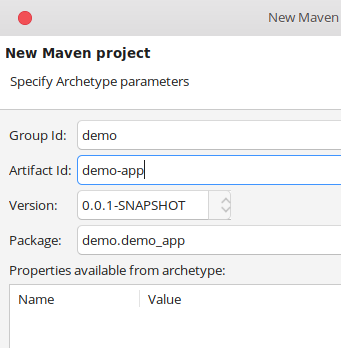 New Maven
New Maven project
Specify Archetype parameters
Group Id: demo
Artifact Id: demo-app
Version: 0.0.1-SNAPSHOT
Package: demo.demo_app
Properties available from archetype:
Name Value